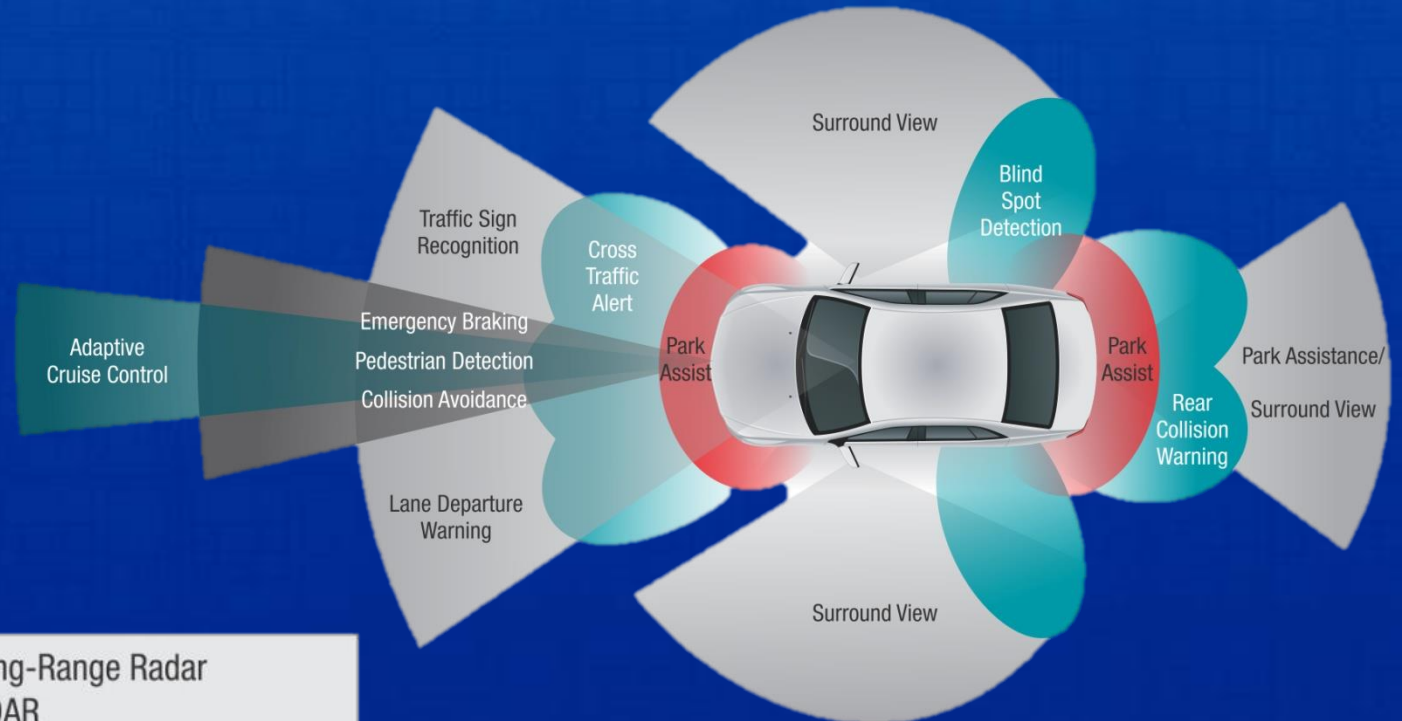 Surround View
Blind
Spot
Detection
Traffic Sign
Recognition
Cross
Traffic
Alert
Emergency Braking
Pedestrian Detection
Collision Avoidance
Adaptive
Cruise Control
Park
Assist
Park
Assist
Park Assistance/
Surround View
Rear
Collision
Warning
Lane Departure
Warning
Surround View
ng-Range Radar